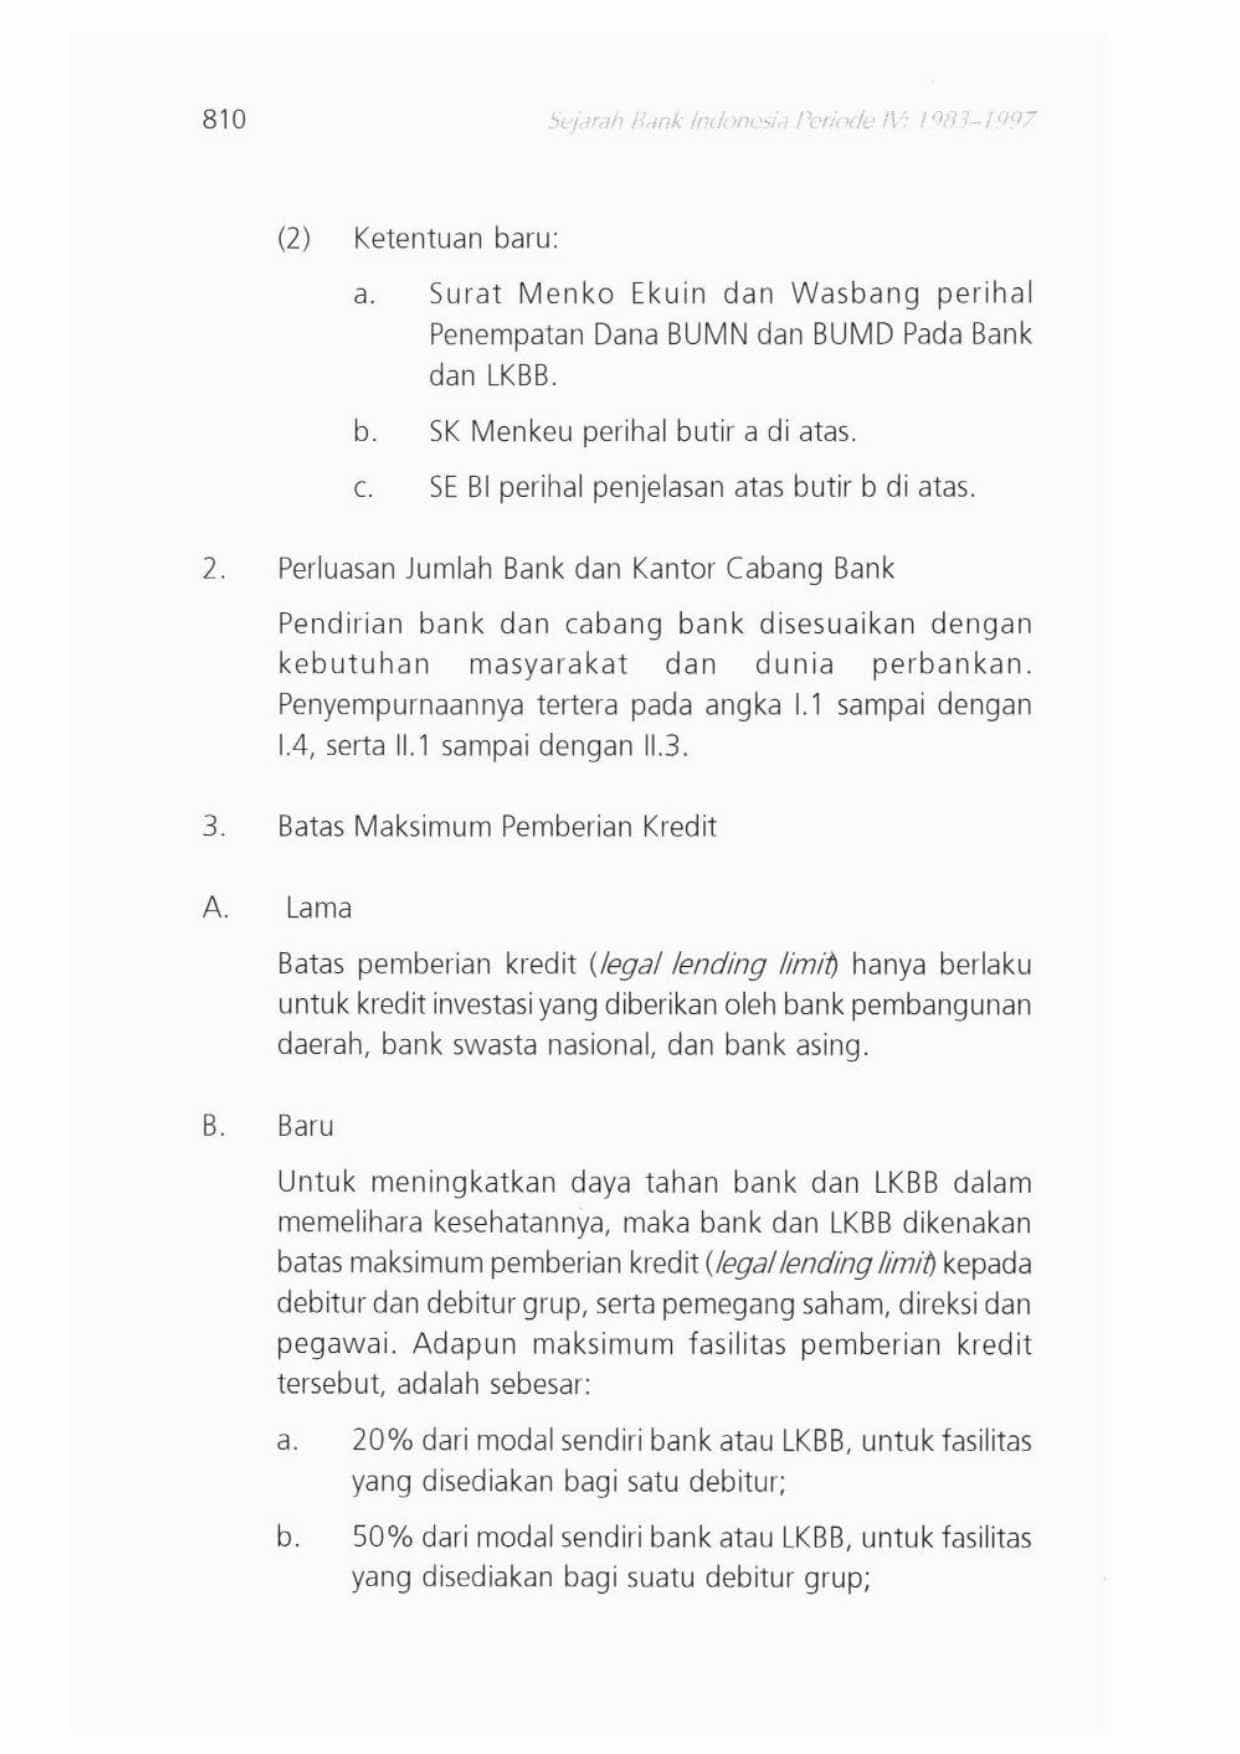 810
Sejarah Bank Indonesia Periode IV: 1983–1997
(2) Ketentuan baru:
a. Surat Menko Ekuin dan Wasbang perihal
Penempatan Dana BUMN dan BUMD Pada Bank
dan LKBB.
b. SK Menkeu perihal butir a di atas.
c. SE BI perihal penjelasan atas butir b di atas.
2. Perluasan Jumlah Bank dan Kantor Cabang Bank
Pendirian bank dan cabang bank disesuaikan dengan
kebutuhan masyarakat dan dunia perbankan.
Penyempurnaannya tertera pada angka I.1 sampai dengan
I.4, serta II.1 sampai dengan II.3.
3. Batas Maksimum Pemberian Kredit
A. Lama
Batas pemberian kredit (legal lending limit) hanya berlaku
untuk kredit investasi yang diberikan oleh bank pembangunan
daerah, bank swasta nasional, dan bank asing.
B. Baru
Untuk meningkatkan daya tahan bank dan LKBB dalam
memelihara kesehatannya, maka bank dan LKBB dikenakan
batas maksimum pemberian kredit (legal lending limit) kepada
debitur dan debitur grup, serta pemegang saham, direksi dan
pegawai. Adapun maksimum fasilitas pemberian kredit
tersebut, adalah sebesar:
a. 20% dari modal sendiri bank atau LKBB, untuk fasilitas
yang disediakan bagi satu debitur;
b. 50% dari modal sendiri bank atau LKBB, untuk fasilitas
yang disediakan bagi suatu debitur grup;